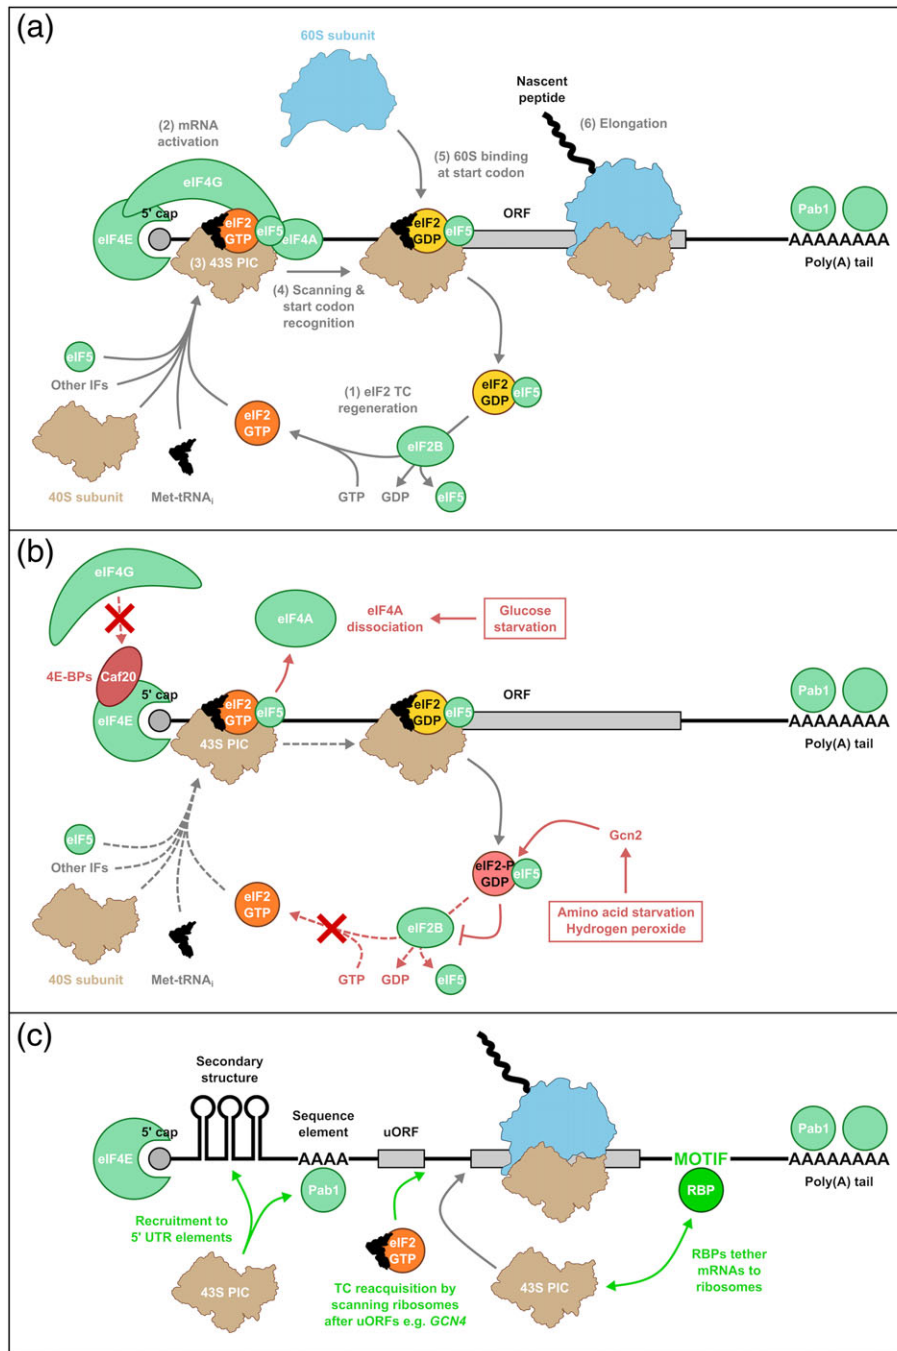 (a)
60S subunit
Nascent
peptide
(2) mRNA
activation
(6) Elongation
(5) 60S binding
at start codon
eIF4G
5' cap
eIF4E
eIF2
GTP
eIF5
eIF4A
(3) 43S PIC
eIF2
GDP
eIF5
ORF
Pab1
AAAAAAAA
Poly(A) tail
(4) Scanning &
start codon
recognition
eIF5
Other IFs
40S subunit
Met-tRNAi
eIF2
GTP
(1) eIF2 TC
regeneration
eIF2
GDP
eIF5
eIF2B
GTP
GDP
eIF5
(b)
eIF4G
4E-BPs
Caf20
eIF4E
5' cap
eIF4A
eIF4A
dissociation
Glucose
starvation
eIF2
GTP
eIF5
43S PIC
eIF2
GDP
eIF5
ORF
Pab1
AAAAAAAA
Poly(A) tail
eIF5
Other IFs
40S subunit
Met-tRNAi
eIF2
GTP
eIF2B
GTP
GDP
eIF5
eIF2-P
GDP
eIF5
Gcn2
Amino acid starvation
Hydrogen peroxide
(c)
Secondary
structure
5' cap
eIF4E
Sequence
element
AAAA
Pab1
uORF
MOTIF
RBP
Pab1
AAAAAAAA
Poly(A) tail
Recruitment to
5' UTR elements
43S PIC
eIF2
GTP
TC reacquisition by
scanning ribosomes
after uORFs e.g. GCN4
43S PIC
RBPs tether
mRNAs to
ribosomes